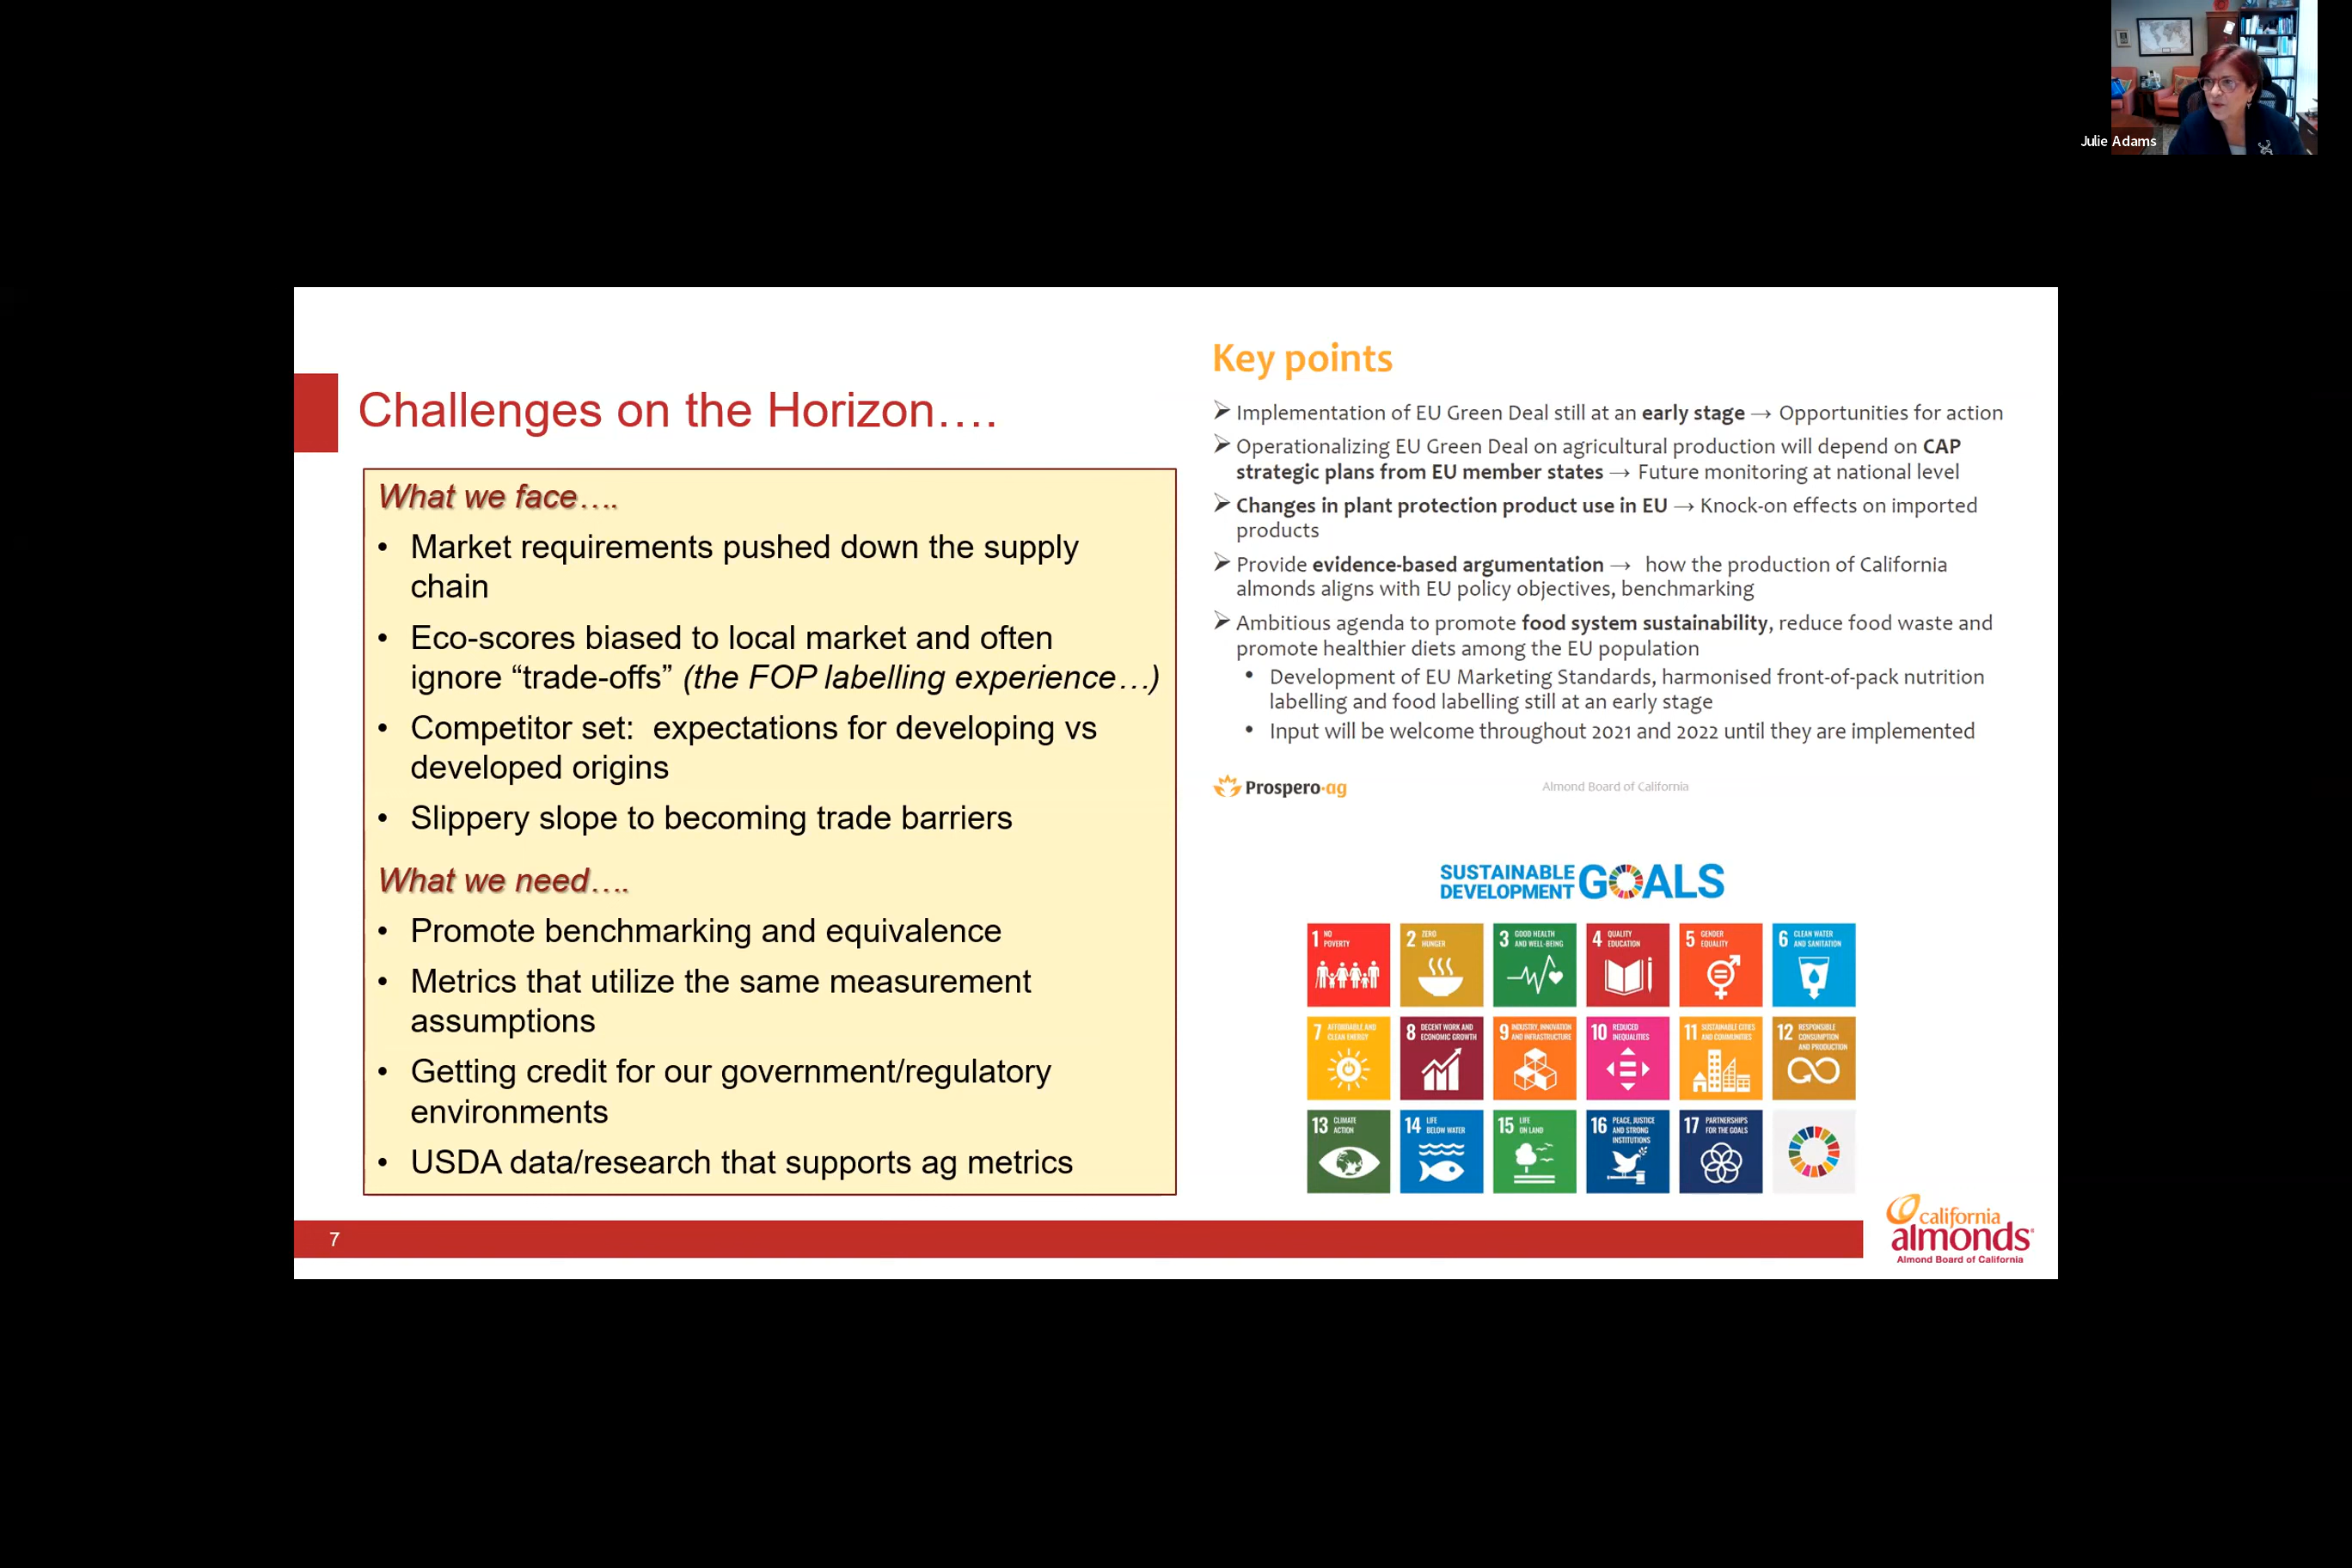 Julie Adams
Challenges on the Horizon….
What we face….
• Market requirements pushed down the supply
chain
• Eco-scores biased to local market and often
ignore “trade-offs” (the FOP labelling experience…)
• Competitor set:  expectations for developing vs
developed origins
• Slippery slope to becoming trade barriers
What we need….
• Promote benchmarking and equivalence
• Metrics that utilize the same measurement
assumptions
• Getting credit for our government/regulatory
environments
• USDA data/research that supports ag metrics
Key points
➢ Implementation of EU Green Deal still at an early stage → Opportunities for action
➢ Operationalizing EU Green Deal on agricultural production will depend on CAP
strategic plans from EU member states → Future monitoring at national level
➢ Changes in plant protection product use in EU → Knock-on effects on imported
products
➢ Provide evidence-based argumentation → how the production of California
almonds aligns with EU policy objectives, benchmarking
➢ Ambitious agenda to promote food system sustainability, reduce food waste and
promote healthier diets among the EU population
• Development of EU Marketing Standards, harmonised front-of-pack nutrition
labelling and food labelling still at an early stage
• Input will be welcome throughout 2021 and 2022 until they are implemented
Prospero·ag
Almond Board of California
SUSTAINABLE
DEVELOPMENT
GOALS
1 NO
POVERTY
2 ZERO
HUNGER
3 GOOD HEALTH
AND WELL-BEING
4 QUALITY
EDUCATION
5 GENDER
EQUALITY
6 CLEAN WATER
AND SANITATION
7 AFFORDABLE AND
CLEAN ENERGY
8 DECENT WORK AND
ECONOMIC GROWTH
9 INDUSTRY, INNOVATION
AND INFRASTRUCTURE
10 REDUCED
INEQUALITIES
11 SUSTAINABLE CITIES
AND COMMUNITIES
12 RESPONSIBLE
CONSUMPTION
AND PRODUCTION
13 CLIMATE
ACTION
14 LIFE
BELOW WATER
15 LIFE
ON LAND
16 PEACE, JUSTICE
AND STRONG
INSTITUTIONS
17 PARTNERSHIPS
FOR THE GOALS
7
california
almonds®
Almond Board of California